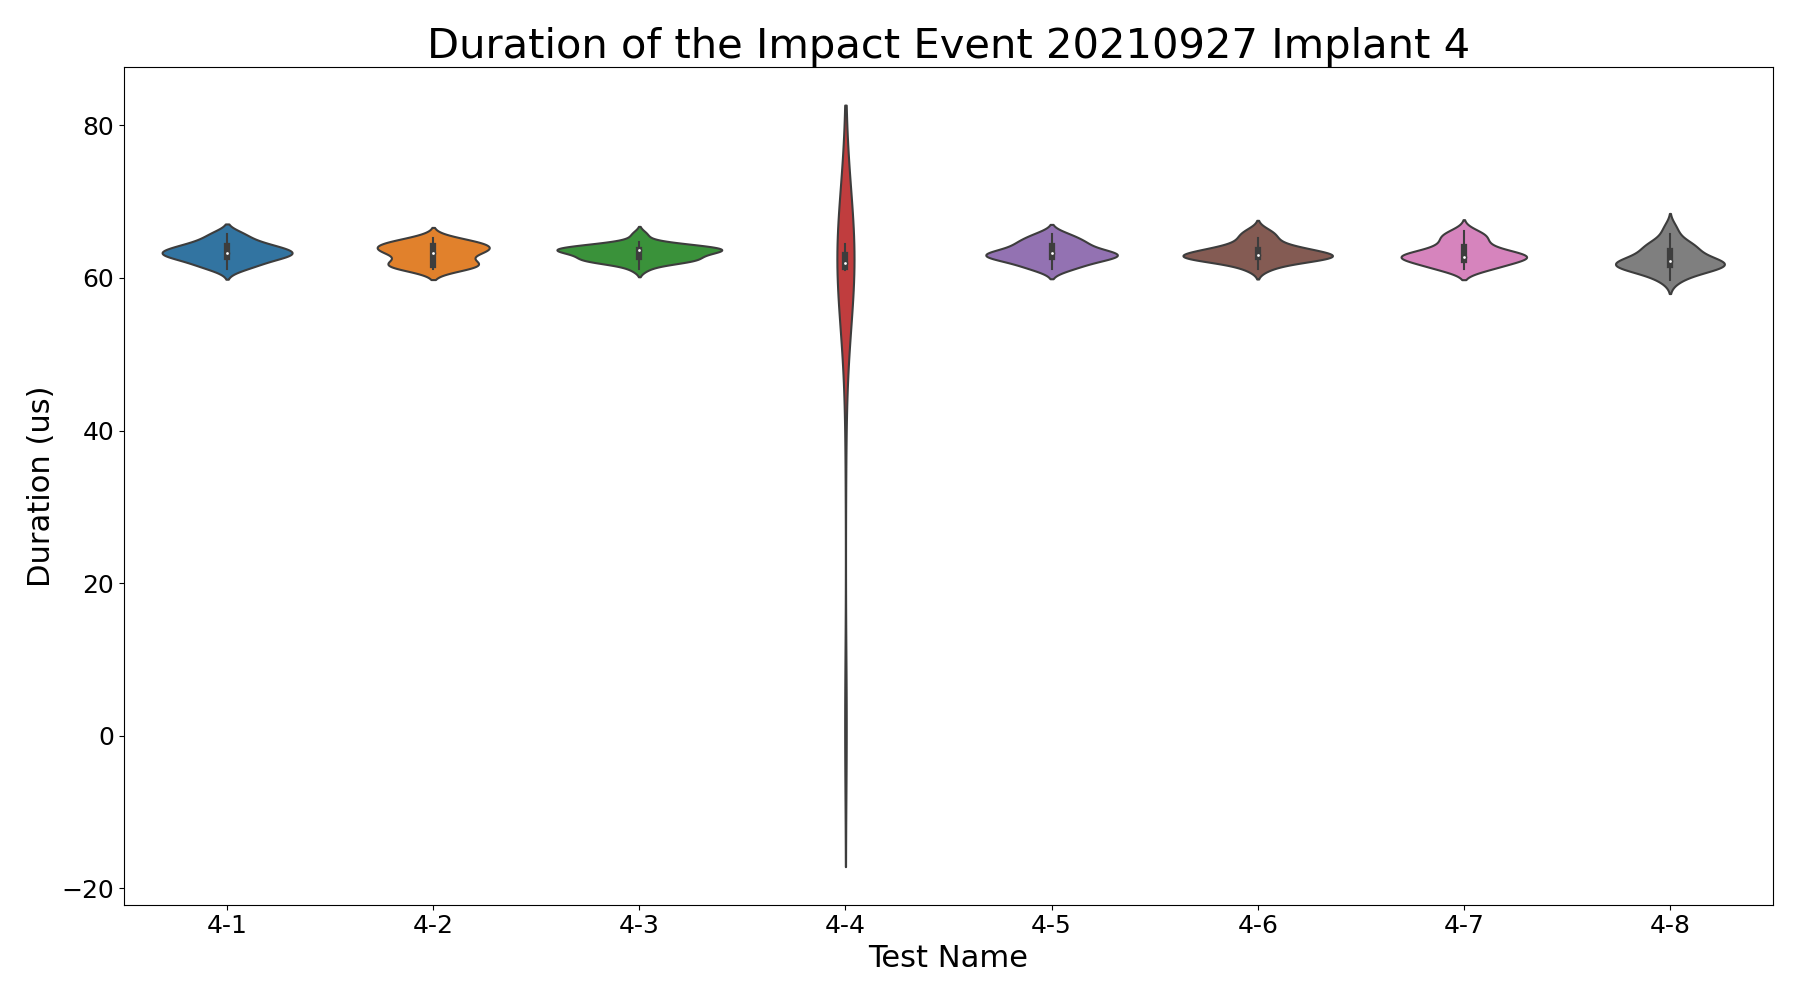 Duration of the Impact Event 20210927 Implant 4
80
60
40
20
0
−20
Duration (us)
4-1 4-2 4-3 4-4 4-5 4-6 4-7 4-8
Test Name